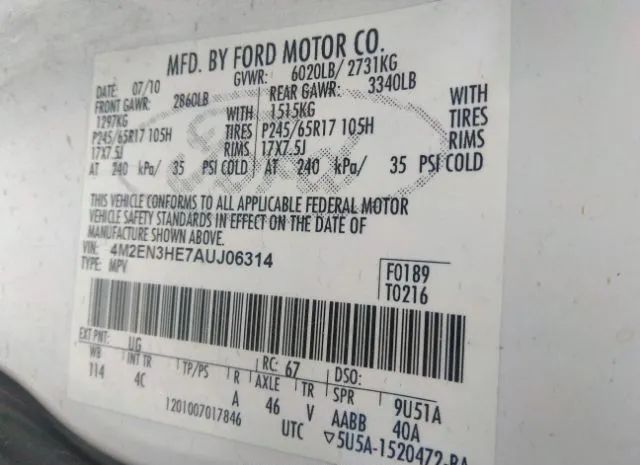 MFD. BY FORD MOTOR CO.
DATE: 07/10 GVWR: 6020LB/ 2731KG
FRONT GAWR: 2860LB REAR GAWR: 3340LB
1297KG WITH 1515KG WITH
P245/65R17 105H TIRES P245/65R17 105H TIRES
17X7.5J RIMS 17X7.5J RIMS
AT 240 kPa/ 35 PSI COLD AT 240 kPa/ 35 PSI COLD
THIS VEHICLE CONFORMS TO ALL APPLICABLE FEDERAL MOTOR
VEHICLE SAFETY STANDARDS IN EFFECT ON THE DATE OF
MANUFACTURE SHOWN ABOVE.
VIN: 4M2EN3HE7AUJ06314 F0189
TYPE: MPV T0216
EXT PNT: UG RC: 67 DSO:
WB INT TR TP/PS R AXLE TR SPR 9U51A
114 4C A 46 V AABB 40A
1201007017846 UTC ▽5U5A-1520472-BA